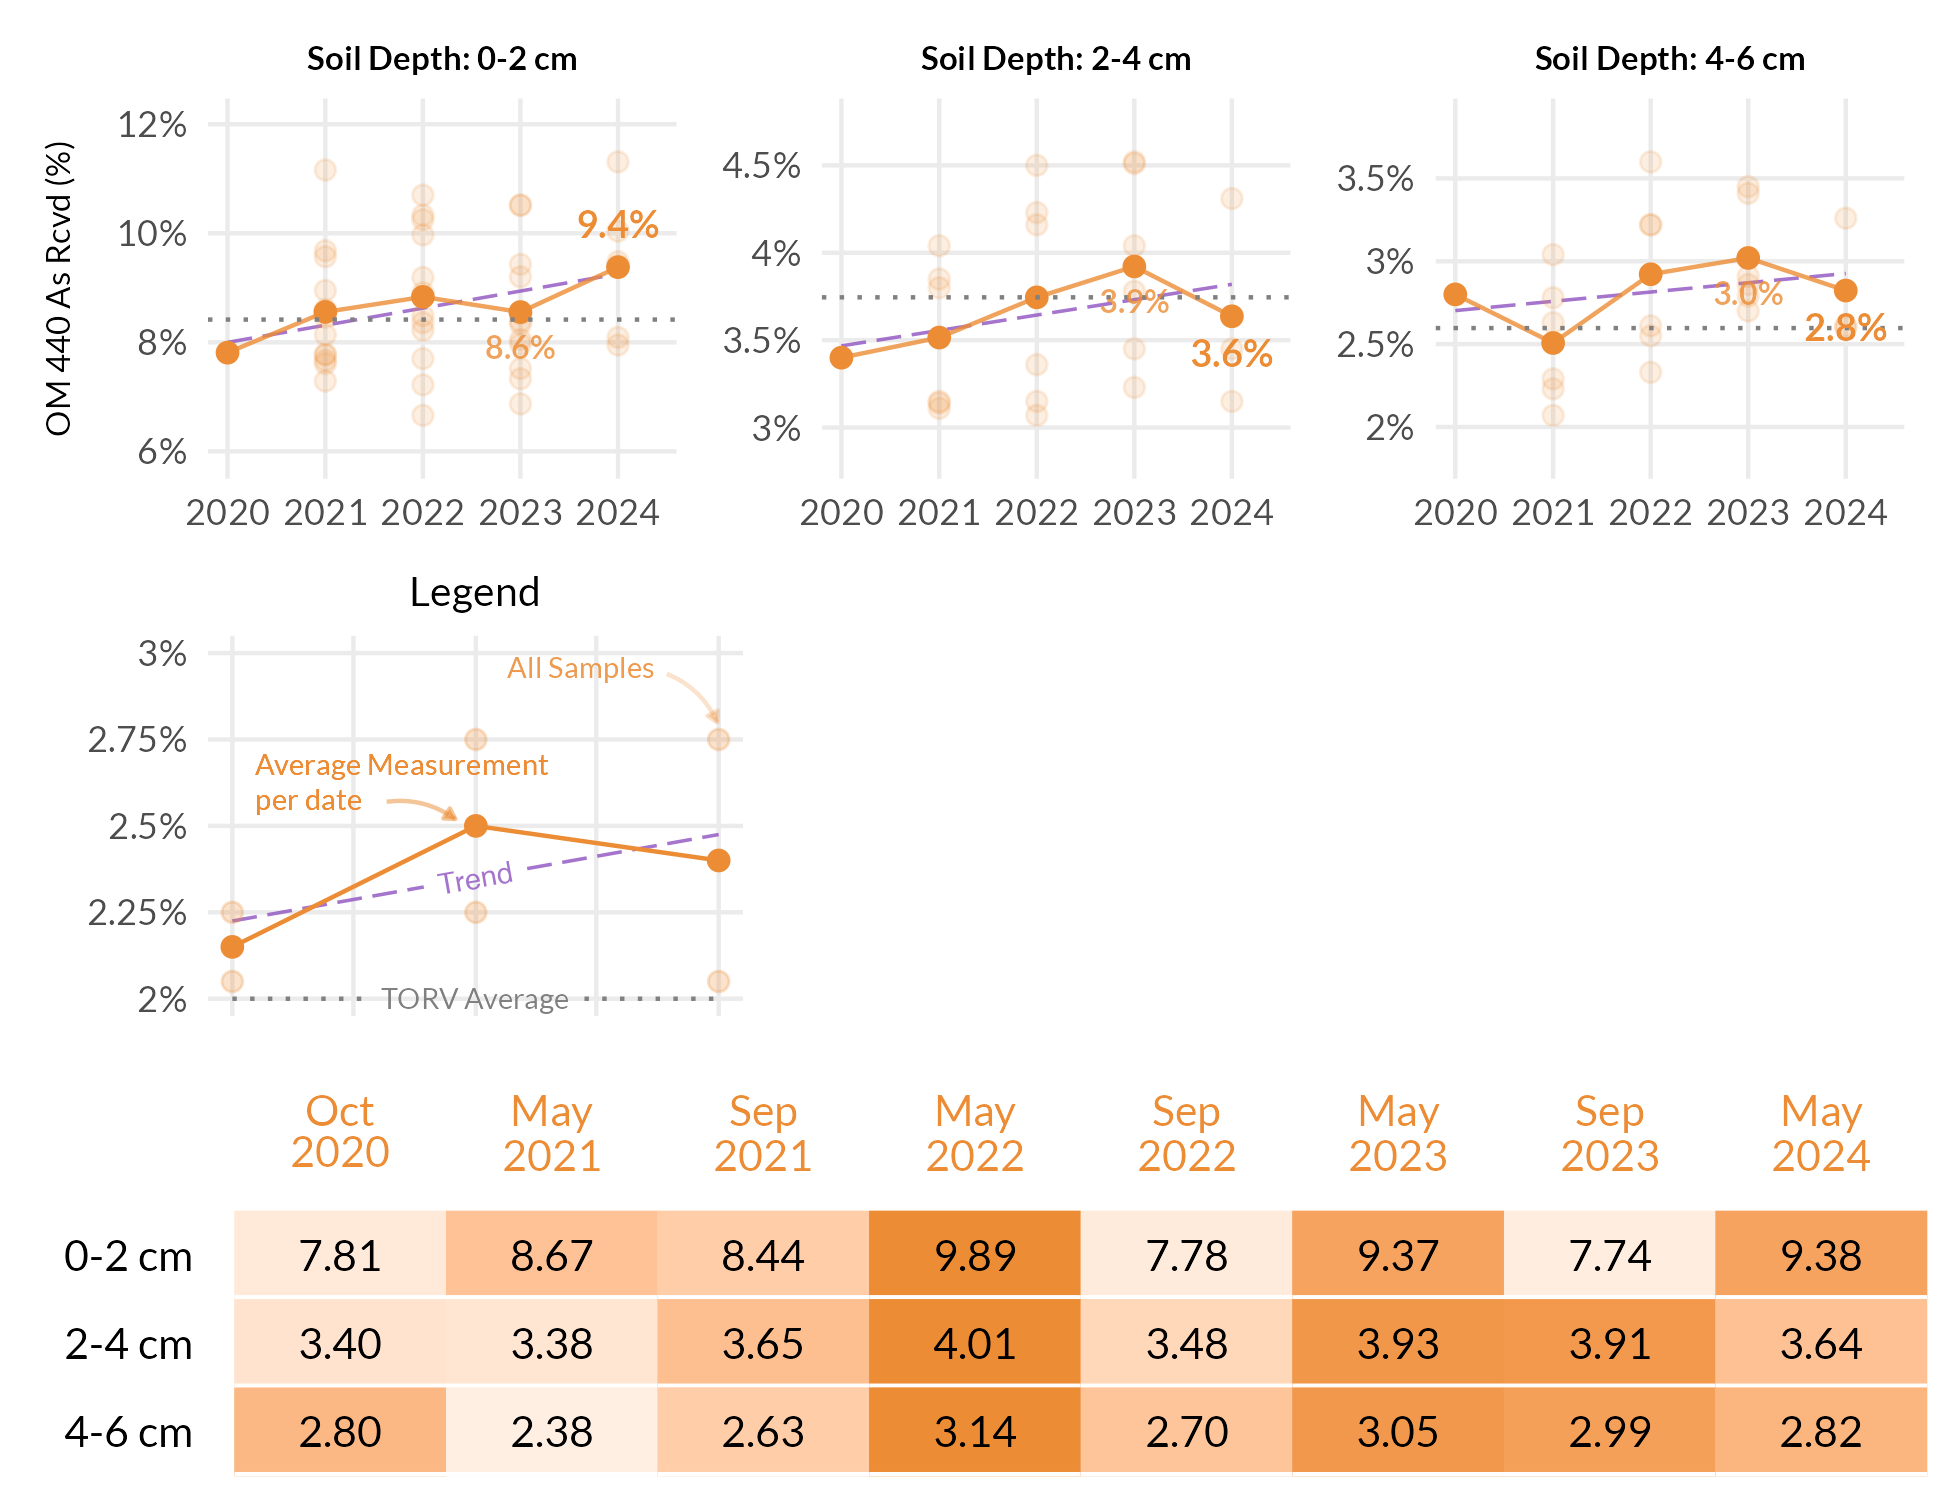 Soil Depth: 0-2 cm
Soil Depth: 2-4 cm
Soil Depth: 4-6 cm
OM 440 As Rcvd (%)
12%
10%
8%
6%
9.4%
8.6%
2020 2021 2022 2023 2024
4.5%
4%
3.5%
3%
3.9%
3.6%
2020 2021 2022 2023 2024
3.5%
3%
2.5%
2%
3.0%
2.8%
2020 2021 2022 2023 2024
Legend
3%
2.75%
2.5%
2.25%
2%
All Samples
Average Measurement
per date
Trend
TORV Average
Oct 2020
May 2021
Sep 2021
May 2022
Sep 2022
May 2023
Sep 2023
May 2024
0-2 cm 7.81 8.67 8.44 9.89 7.78 9.37 7.74 9.38
2-4 cm 3.40 3.38 3.65 4.01 3.48 3.93 3.91 3.64
4-6 cm 2.80 2.38 2.63 3.14 2.70 3.05 2.99 2.82